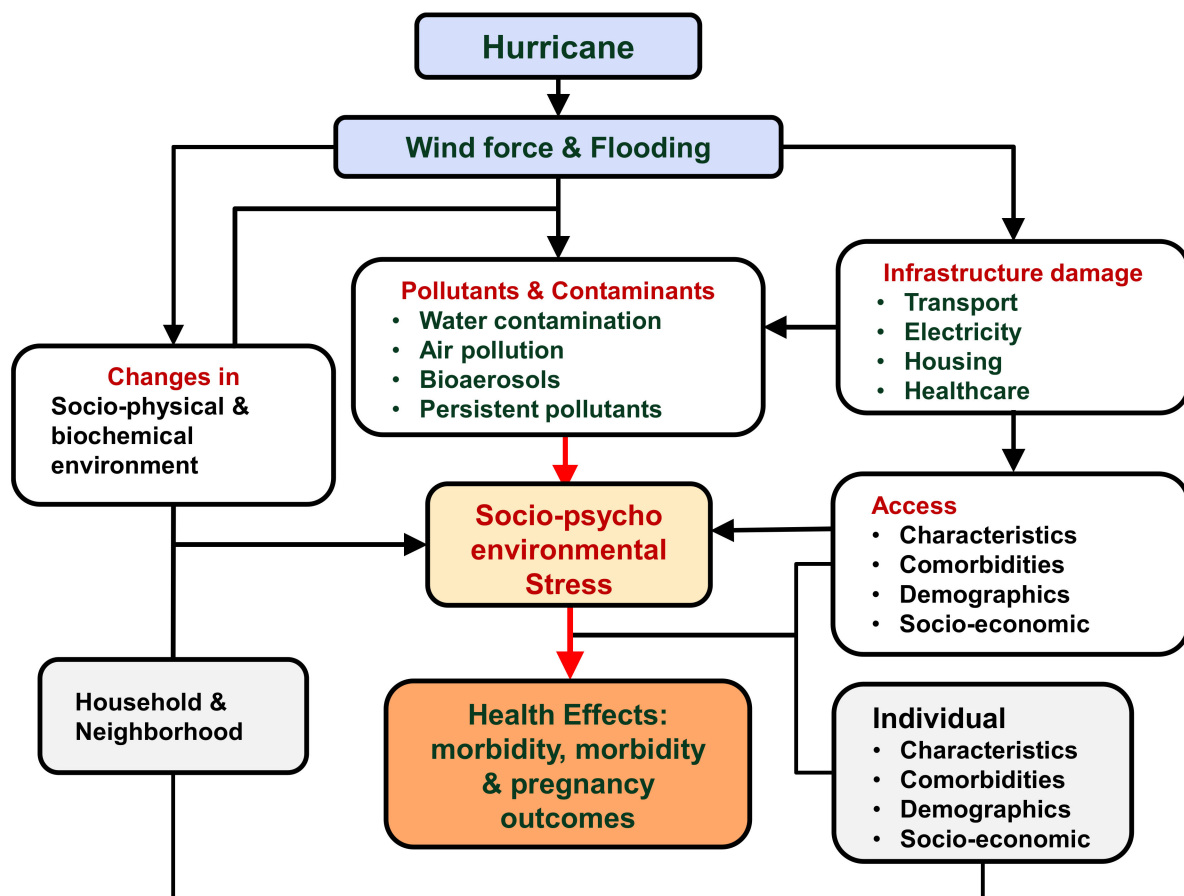 Hurricane
Wind force & Flooding
Pollutants & Contaminants
• Water contamination
• Air pollution
• Bioaerosols
• Persistent pollutants
Infrastructure damage
• Transport
• Electricity
• Housing
• Healthcare
Changes in
Socio-physical &
biochemical
environment
Socio-psycho
environmental
Stress
Access
• Characteristics
• Comorbidities
• Demographics
• Socio-economic
Household &
Neighborhood
Health Effects:
morbidity, morbidity
& pregnancy
outcomes
Individual
• Characteristics
• Comorbidities
• Demographics
• Socio-economic